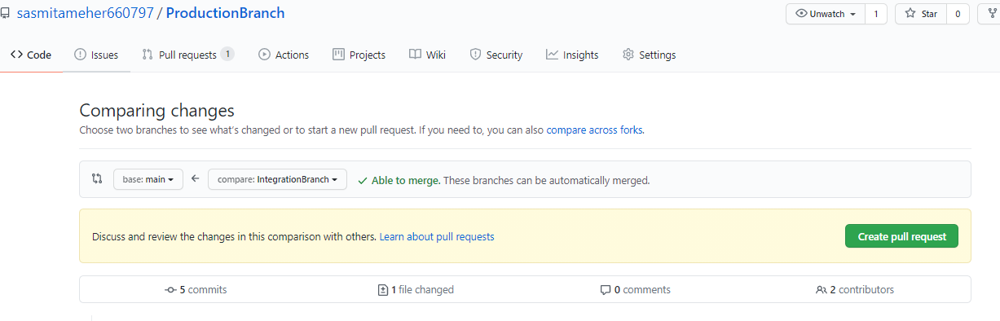 sasmitameher660797 / ProductionBranch Unwatch 1 Star 0
Code Issues Pull requests 1 Actions Projects Wiki Security Insights Settings
Comparing changes
Choose two branches to see what's changed or to start a new pull request. If you need to, you can also compare across forks.
base: main compare: IntegrationBranch Able to merge. These branches can be automatically merged.
Discuss and review the changes in this comparison with others. Learn about pull requests Create pull request
5 commits 1 file changed 0 comments 2 contributors